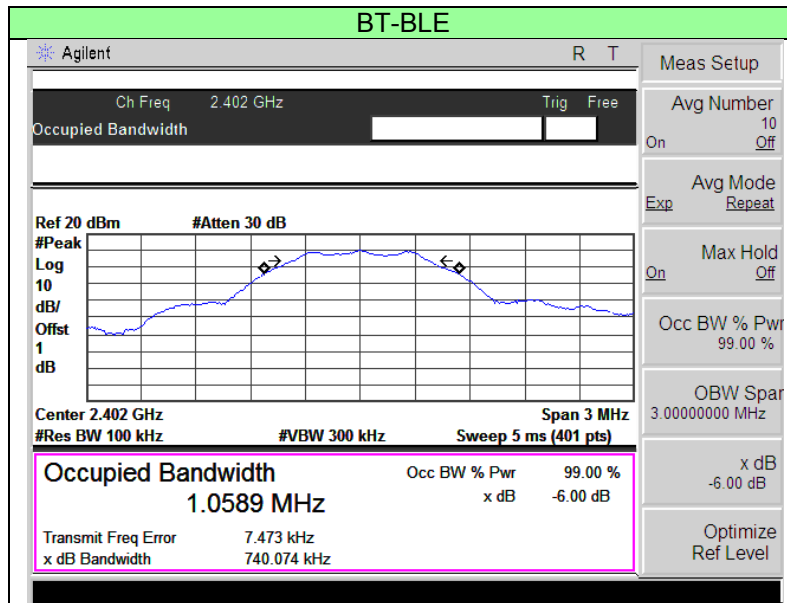 BT-BLE
Agilent R T
Ch Freq 2.402 GHz Trig Free
Occupied Bandwidth
Ref 20 dBm #Atten 30 dB
#Peak
Log
10
dB/
Offst
1
dB
Center 2.402 GHz Span 3 MHz
#Res BW 100 kHz #VBW 300 kHz Sweep 5 ms (401 pts)
Occupied Bandwidth Occ BW % Pwr 99.00 %
1.0589 MHz x dB -6.00 dB
Transmit Freq Error 7.473 kHz
x dB Bandwidth 740.074 kHz
Meas Setup
Avg Number
10
On Off
Avg Mode
Exp Repeat
Max Hold
On Off
Occ BW % Pwr
99.00 %
OBW Span
3.00000000 MHz
x dB
-6.00 dB
Optimize
Ref Level